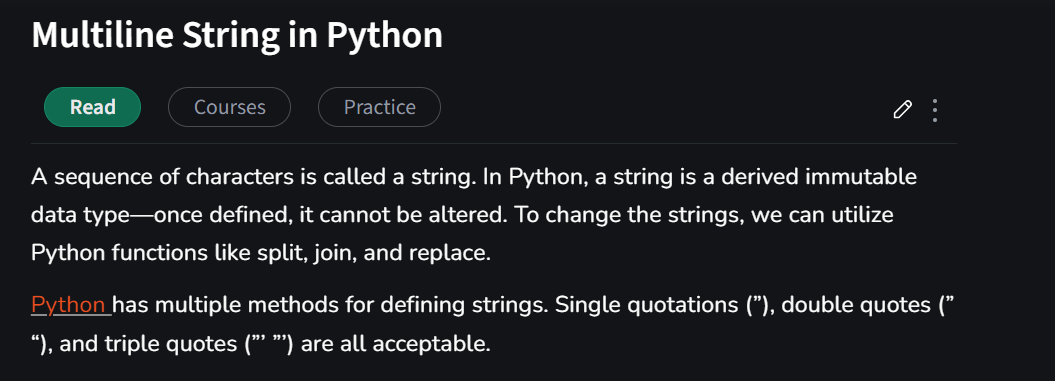 Multiline String in Python
Read Courses Practice
A sequence of characters is called a string. In Python, a string is a derived immutable
data type—once defined, it cannot be altered. To change the strings, we can utilize
Python functions like split, join, and replace.
Python has multiple methods for defining strings. Single quotations (”), double quotes (”
“), and triple quotes (”’ ”’) are all acceptable.